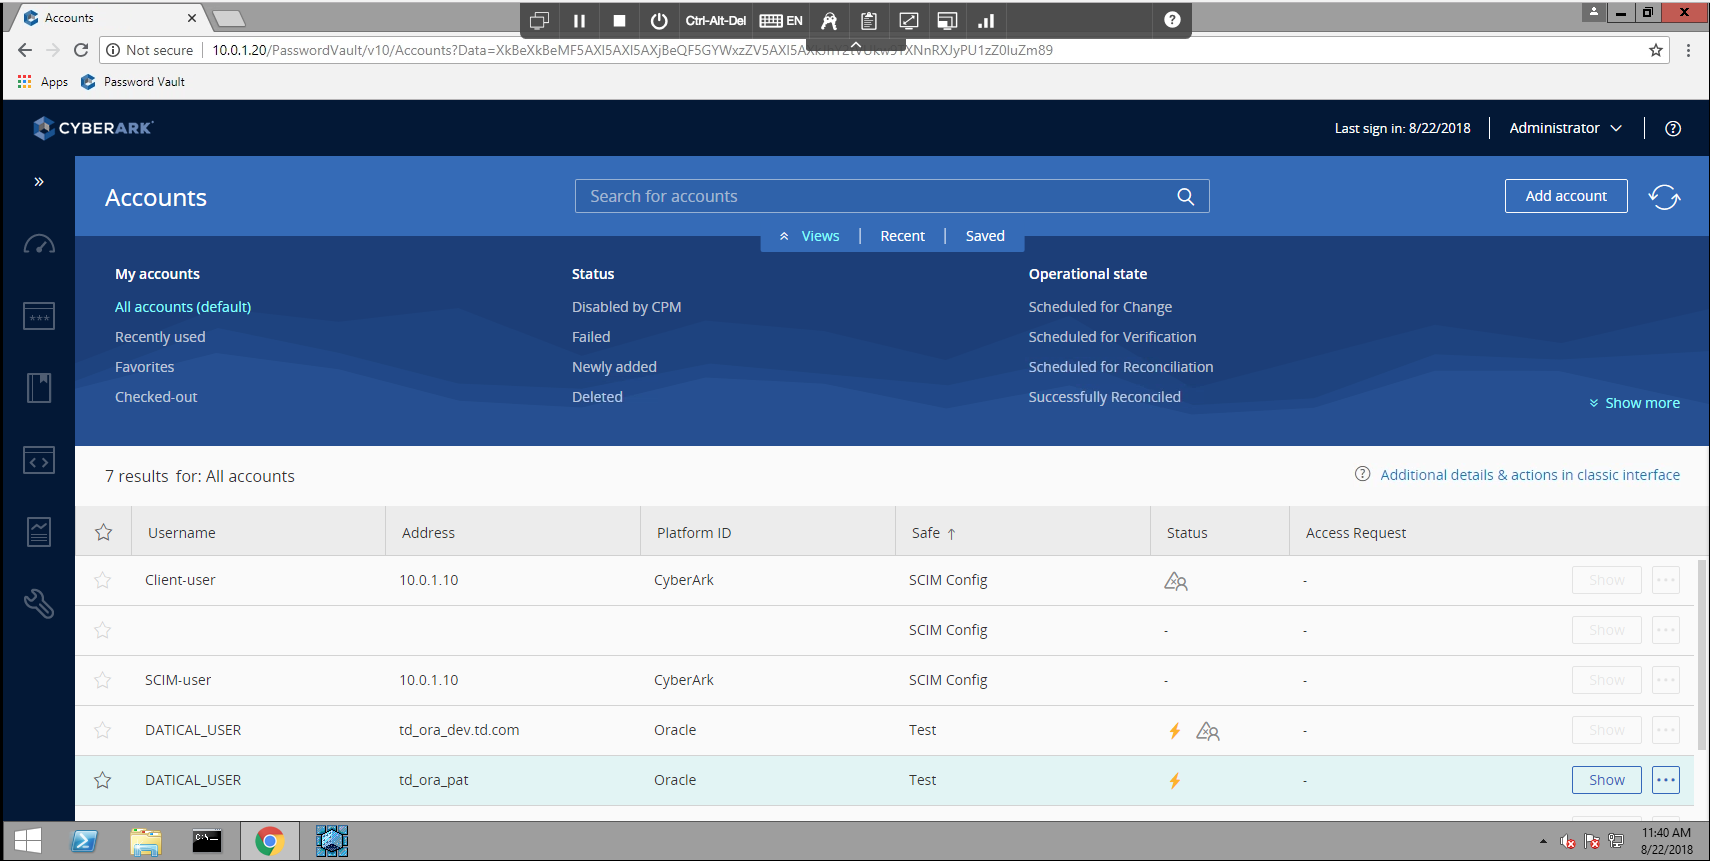 Accounts
Ctrl-Alt-Del
EN
Not secure
10.0.1.20/PasswordVault/v10/Accounts?Data=
Apps
Password Vault
CYBERARK
Last sign in: 8/22/2018
Administrator
Accounts
Search for accounts
Add account
Views
Recent
Saved
My accounts
Status
Operational state
All accounts (default)
Disabled by CPM
Scheduled for Change
Recently used
Failed
Scheduled for Verification
Favorites
Newly added
Scheduled for Reconciliation
Checked-out
Deleted
Successfully Reconciled
Show more
7 results for: All accounts
Additional details & actions in classic interface
Username Address Platform ID Safe ↑ Status Access Request
Client-user 10.0.1.10 CyberArk SCIM Config - Show ...
SCIM Config - - Show ...
SCIM-user 10.0.1.10 CyberArk SCIM Config - - Show ...
DATICAL_USER td_ora_dev.td.com Oracle Test - Show ...
DATICAL_USER td_ora_pat Oracle Test - Show ...
11:40 AM
8/22/2018